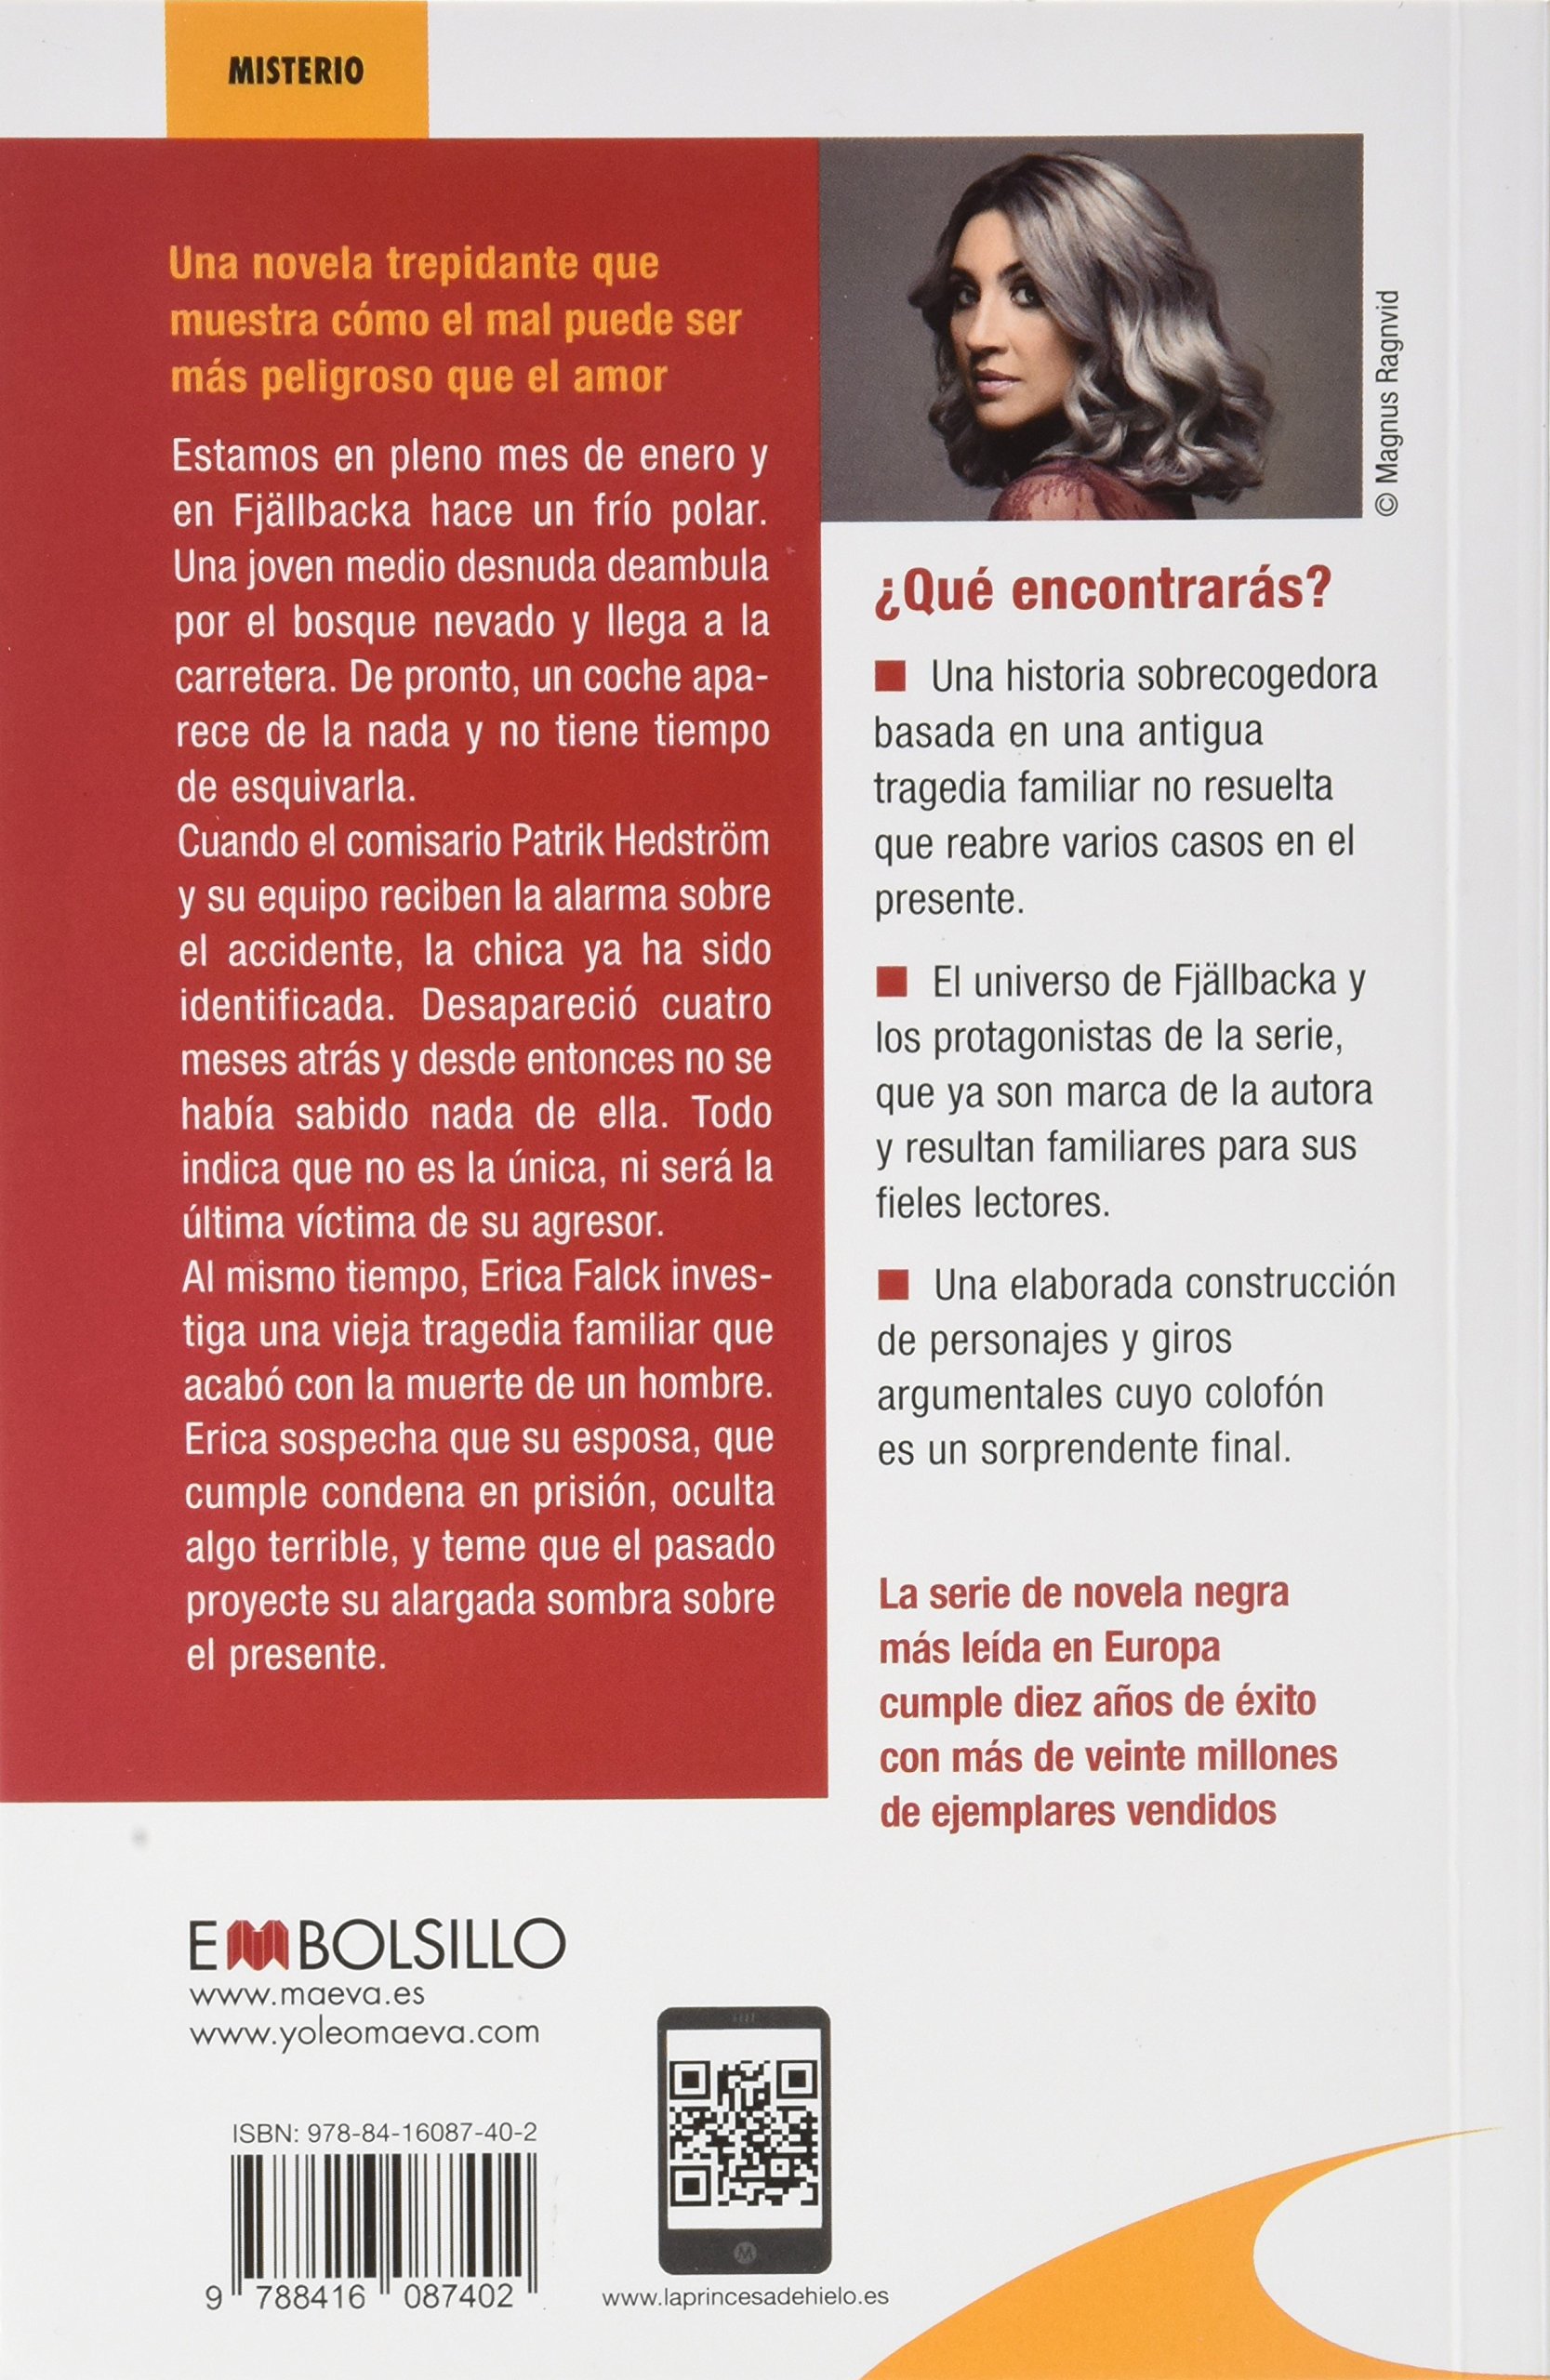 MISTERIO
Una novela trepidante que
muestra cómo el mal puede ser
más peligroso que el amor
Estamos en pleno mes de enero y
en Fjällbacka hace un frío polar.
Una joven medio desnuda deambula
por el bosque nevado y llega a la
carretera. De pronto, un coche apa-
rece de la nada y no tiene tiempo
de esquivarla.
Cuando el comisario Patrik Hedström
y su equipo reciben la alarma sobre
el accidente, la chica ya ha sido
identificada. Desapareció cuatro
meses atrás y desde entonces no se
había sabido nada de ella. Todo
indica que no es la única, ni será la
última víctima de su agresor.
Al mismo tiempo, Erica Falck inves-
tiga una vieja tragedia familiar que
acabó con la muerte de un hombre.
Erica sospecha que su esposa, que
cumple condena en prisión, oculta
algo terrible, y teme que el pasado
proyecte su alargada sombra sobre
el presente.
© Magnus Ragnvid
¿Qué encontrarás?
Una historia sobrecogedora
basada en una antigua
tragedia familiar no resuelta
que reabre varios casos en el
presente.
El universo de Fjällbacka y
los protagonistas de la serie,
que ya son marca de la autora
y resultan familiares para sus
fieles lectores.
Una elaborada construcción
de personajes y giros
argumentales cuyo colofón
es un sorprendente final.
La serie de novela negra
más leída en Europa
cumple diez años de éxito
con más de veinte millones
de ejemplares vendidos
EMBOLSILLO
www.maeva.es
www.yoleomaeva.com
ISBN: 978-84-16087-40-2
9 788416 087402
M
www.laprincesadehielo.es